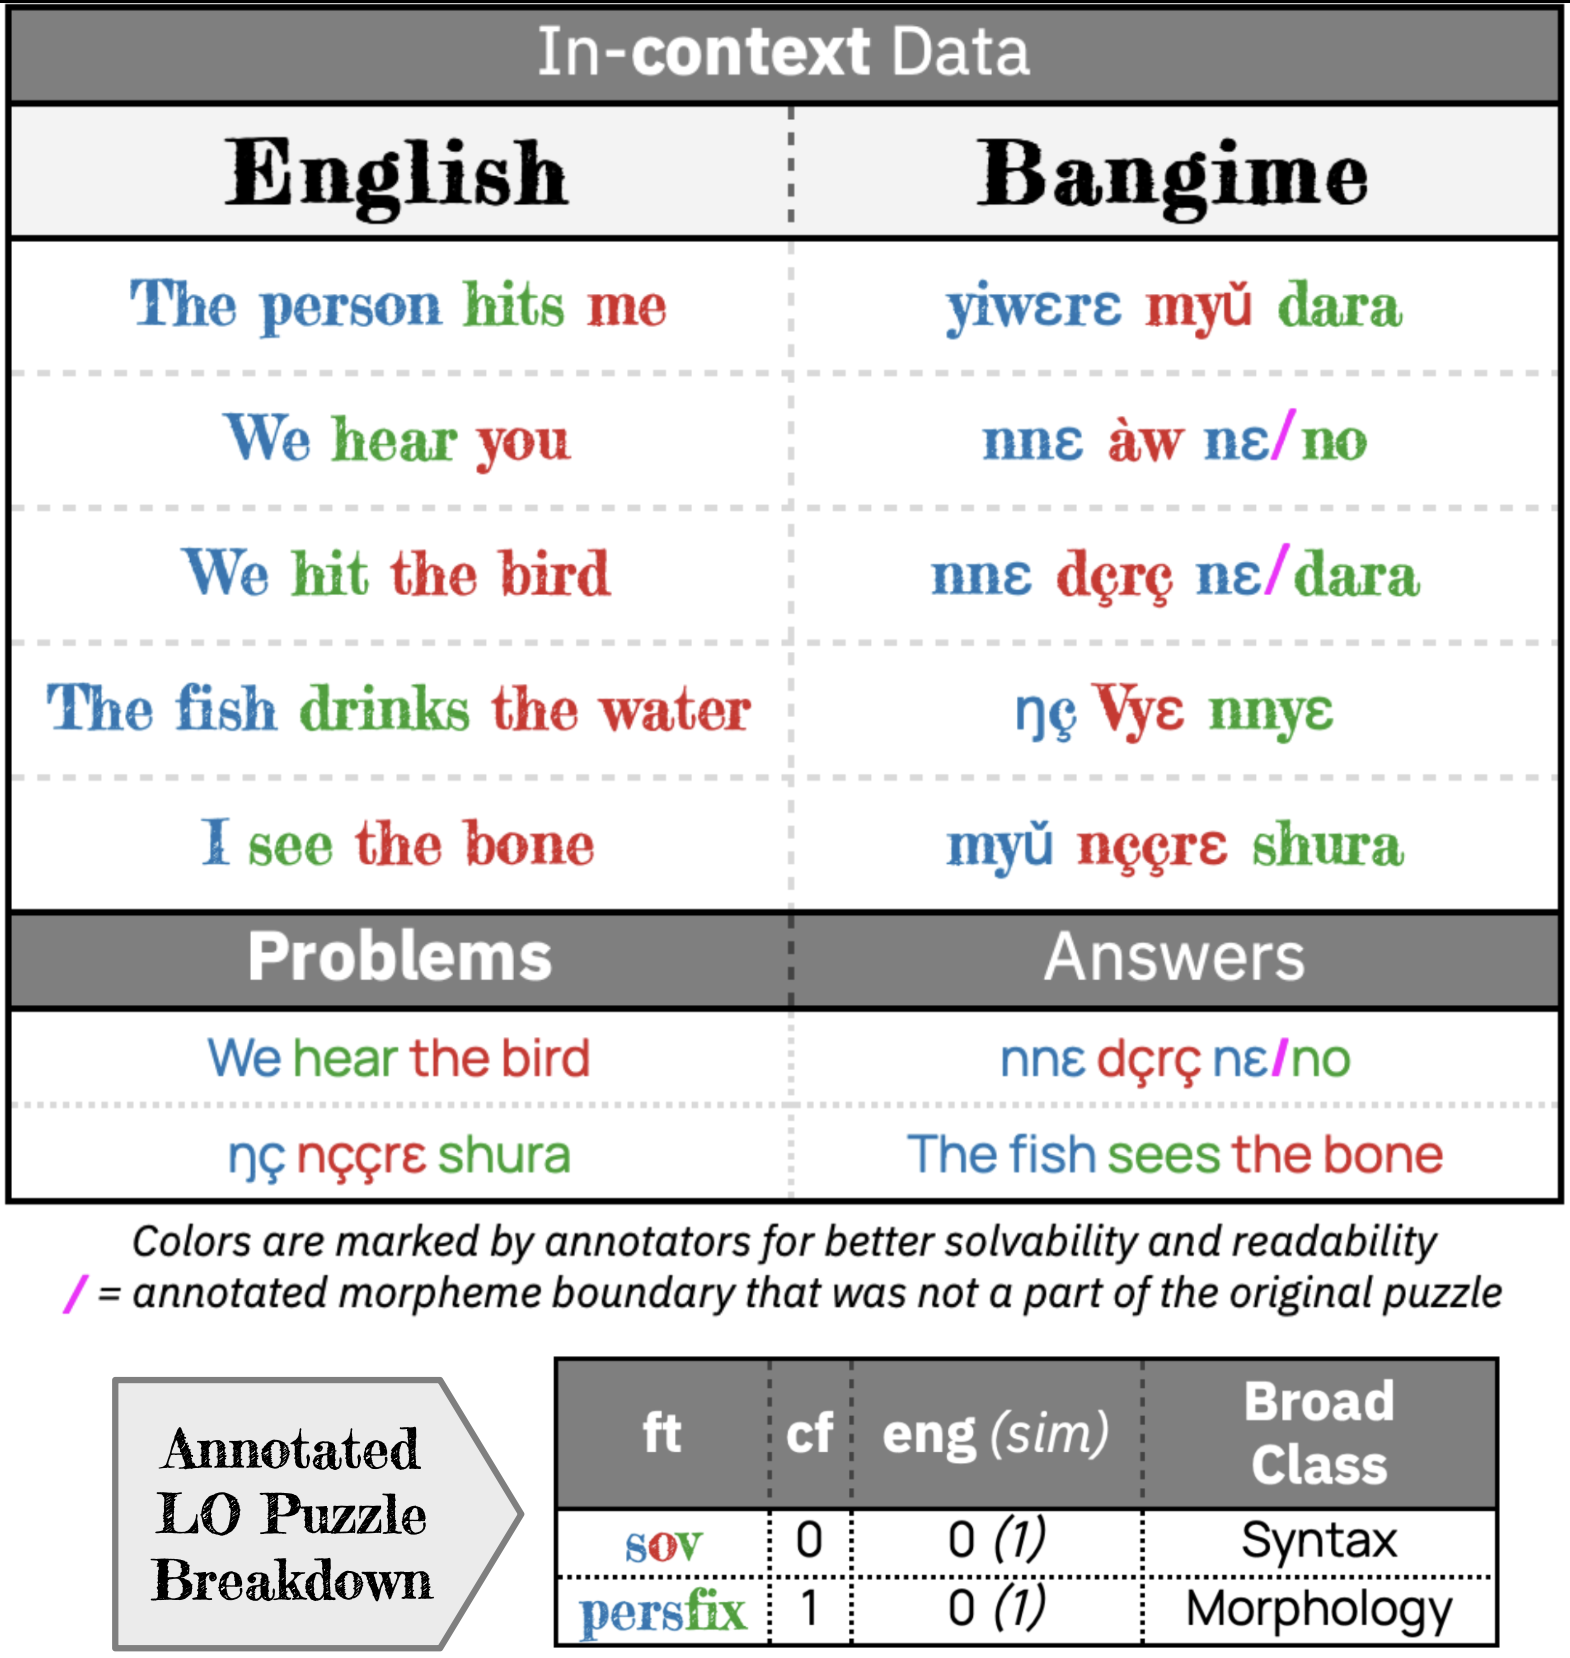 In-context Data
English Bangime
The person hits me yiwɛrɛ myǔ dara
We hear you nnɛ àw nɛ/no
We hit the bird nnɛ dçrç nɛ/dara
The fish drinks the water ŋç Vyɛ nnyɛ
I see the bone myǔ nççrɛ shura
Problems Answers
We hear the bird nnɛ dçrç nɛ/no
ŋç nççrɛ shura The fish sees the bone
Colors are marked by annotators for better solvability and readability
/ = annotated morpheme boundary that was not a part of the original puzzle
Annotated
LO Puzzle
Breakdown
ft cf eng (sim) Broad
Class
sov 0 0 (1) Syntax
persfix 1 0 (1) Morphology